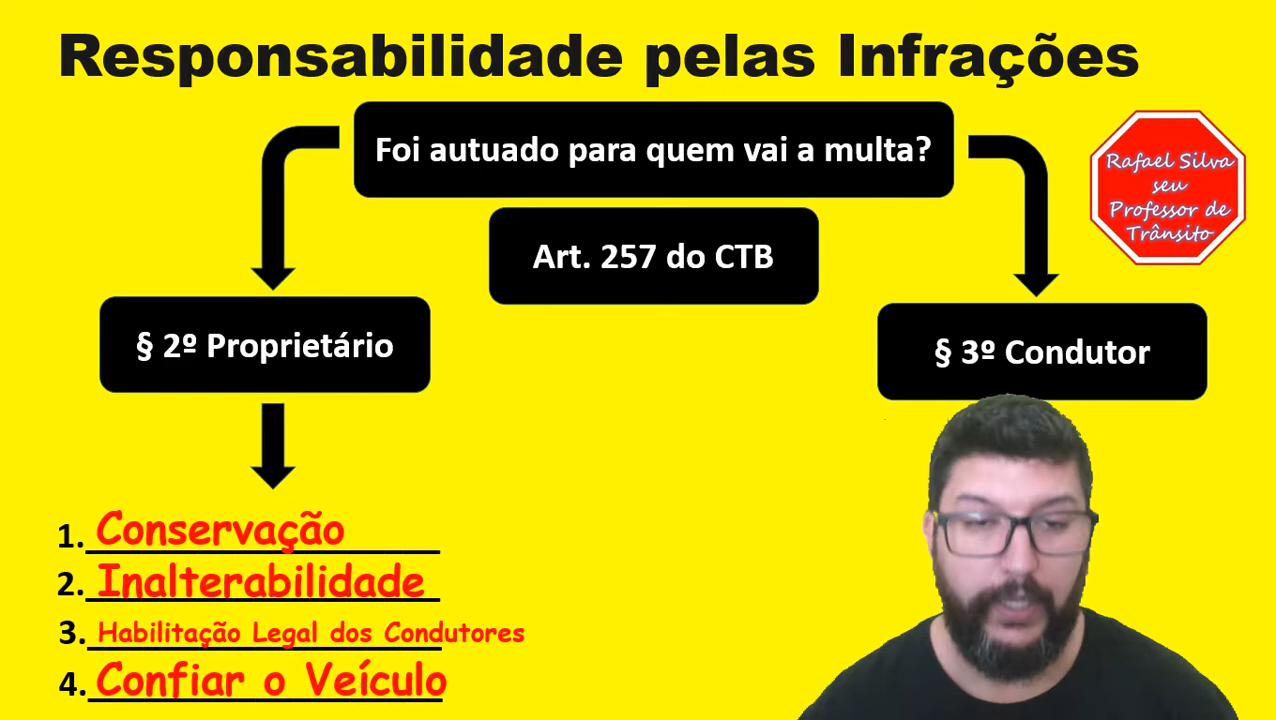 Responsabilidade pelas Infrações
Foi autuado para quem vai a multa?
Rafael Silva
seu
Professor de
Trânsito
Art. 257 do CTB
§ 2º Proprietário
§ 3º Condutor
1. Conservação
2. Inalterabilidade
3. Habilitação Legal dos Condutores
4. Confiar o Veículo